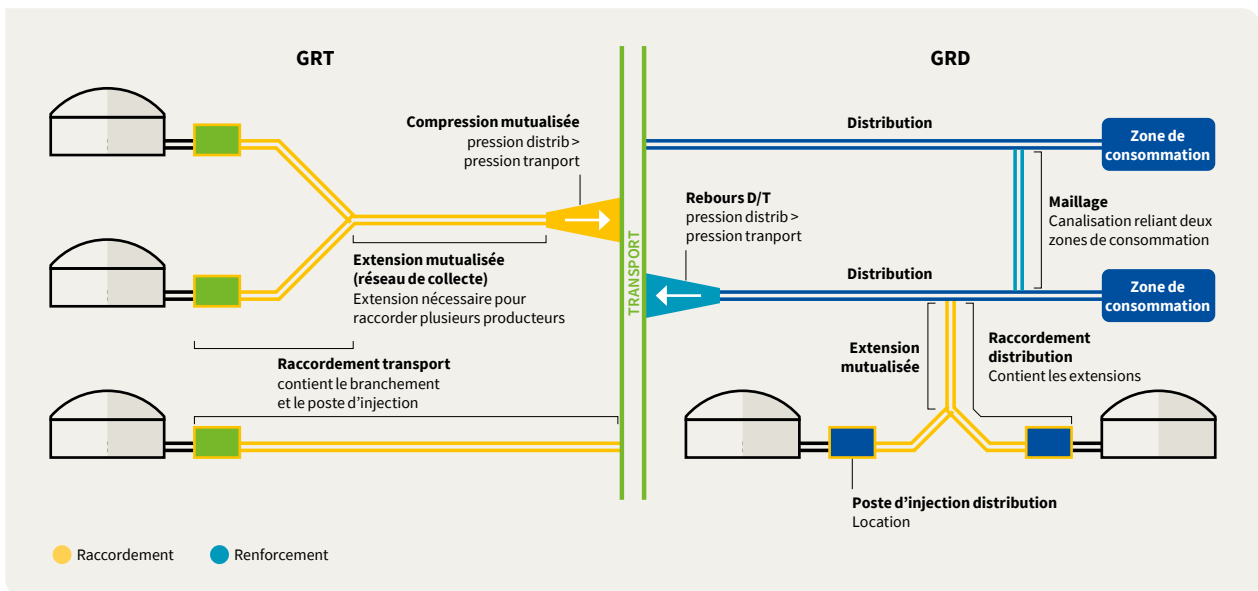 GRT
GRD
Compression mutualisée
pression distrib >
pression tranport
Extension mutualisée
(réseau de collecte)
Extension nécessaire pour
raccorder plusieurs producteurs
Raccordement transport
contient le branchement
et le poste d’injection
TRANSPORT
Distribution
Zone de
consommation
Rebours D/T
pression distrib >
pression tranport
Maillage
Canalisation reliant deux
zones de consommation
Distribution
Zone de
consommation
Extension
mutualisée
Raccordement
distribution
Contient les extensions
Poste d’injection distribution
Location
Raccordement
Renforcement